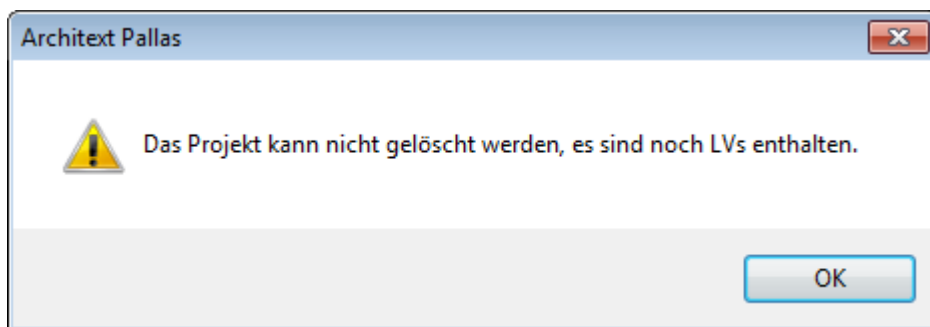 Architext Pallas
Das Projekt kann nicht gelöscht werden, es sind noch LVs enthalten.
OK